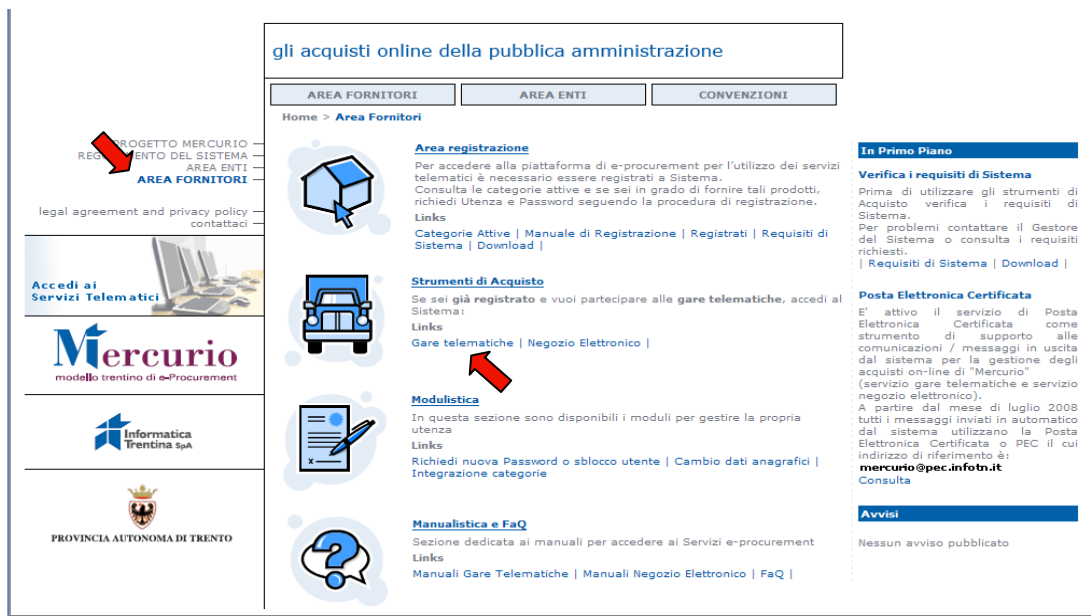 gli acquisti online della pubblica amministrazione
AREA FORNITORI
AREA ENTI
CONVENZIONI
Home > Area Fornitori
PROGETTO MERCURIO
DEL SISTEMA
AREA ENTI
AREA FORNITORI
legal agreement and privacy policy
contattaci
Accedi ai
Servizi Telematici
Mercurio
modello trentino di e-Procurement
Informatica
Trentina SpA
PROVINCIA AUTONOMA DI TRENTO
Area registrazione
Per accedere alla piattaforma di e-procurement per l'utilizzo dei servizi
telematici è necessario essere registrati a Sistema.
Consulta le categorie attive e se sei in grado di fornire tali prodotti,
richiedi Utenza e Password seguendo la procedura di registrazione.
Links
Categorie Attive | Manuale di Registrazione | Registrati | Requisiti di
Sistema | Download |
Strumenti di Acquisto
Se sei già registrato e vuoi partecipare alle gare telematiche, accedi al
Sistema:
Links
Gare telematiche | Negozio Elettronico |
Modulistica
In questa sezione sono disponibili i moduli per gestire la propria
utenza
Links
Richiedi nuova Password o sblocco utente | Cambio dati anagrafici |
Integrazione categorie
Manualistica e FaQ
Sezione dedicata ai manuali per accedere ai Servizi e-procurement
Links
Manuali Gare Telematiche | Manuali Negozio Elettronico | FaQ |
In Primo Piano
Verifica i requisiti di Sistema
Prima di utilizzare gli strumenti di
Acquisto verifica i requisiti di
Sistema.
Per problemi contattare il Gestore
del Sistema o consulta i requisiti
richiesti.
| Requisiti di Sistema | Download |
Posta Elettronica Certificata
E' attivo il servizio di Posta
Elettronica Certificata come
strumento di supporto alle
comunicazioni / messaggi in uscita
dal sistema per la gestione degli
acquisti on-line di "Mercurio"
(servizio gare telematiche e servizio
negozio elettronico).
A partire dal mese di luglio 2008
tutti i messaggi inviati in automatico
dal sistema utilizzano la Posta
Elettronica Certificata o PEC il cui
indirizzo di riferimento è:
mercurio@pec.infotn.it
Consulta
Avvisi
Nessun avviso pubblicato